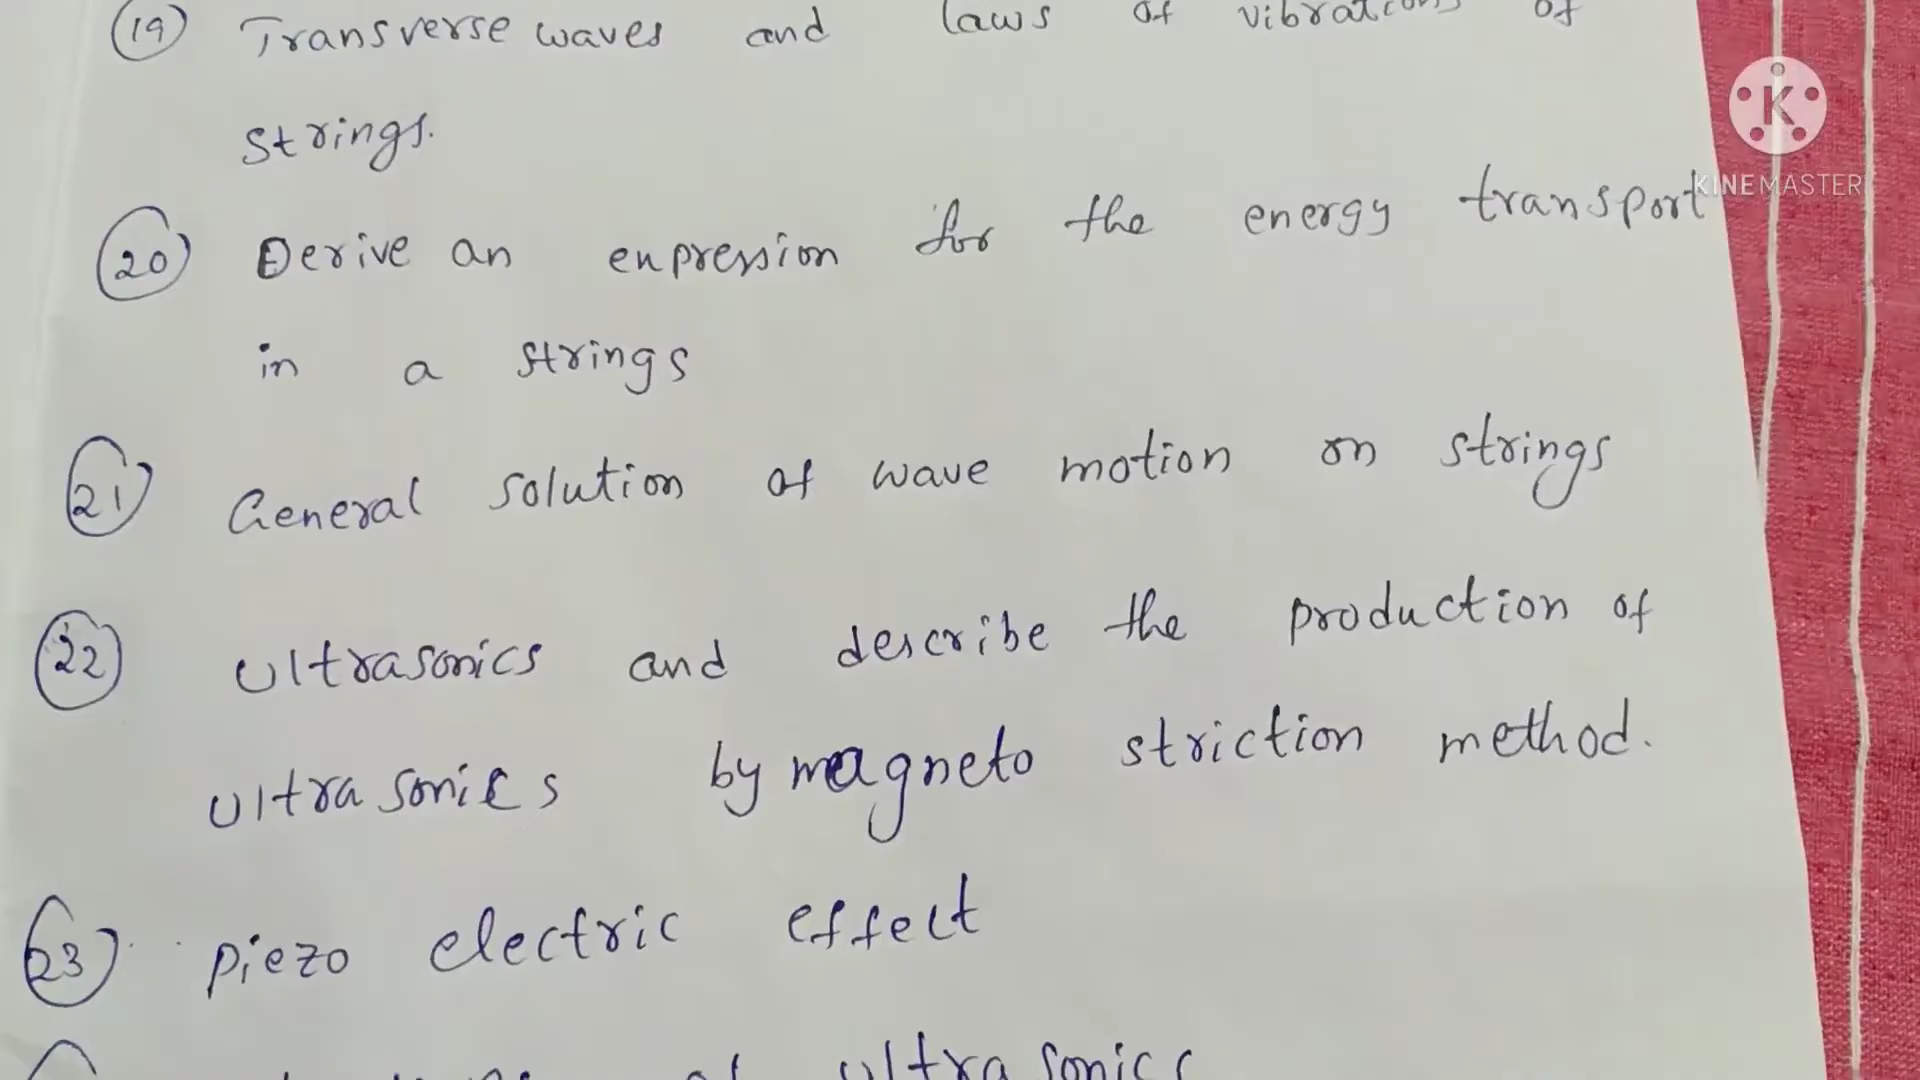 (19) Transverse waves and laws of vibrations of
strings.
KINEMASTER
(20) Derive an expression for the energy transport
in a strings
(21) General solution of wave motion on strings
(22) ultrasonics and describe the production of
ultrasonics by magneto striction method.
(23) piezo electric effect
of ultrasonics